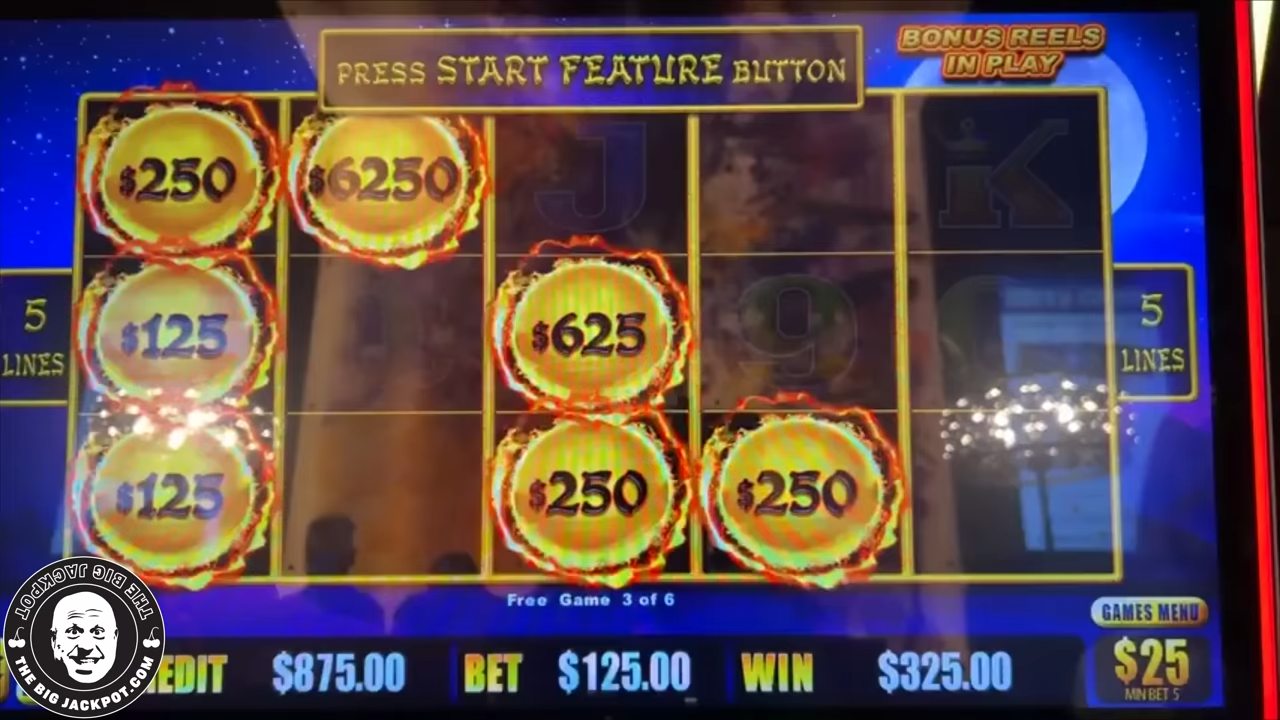 BONUS REELS
IN PLAY
PRESS START FEATURE BUTTON
$250
$6250
J
K
5
LINES
$125
$625
9
5
LINES
$125
$250
$250
Free Game 3 of 6
GAMES MENU
EDIT $875.00 BET $125.00 WIN $325.00
$25
MIN BET 5
THE BIG JACKPOT
THE BIG JACKPOT.COM